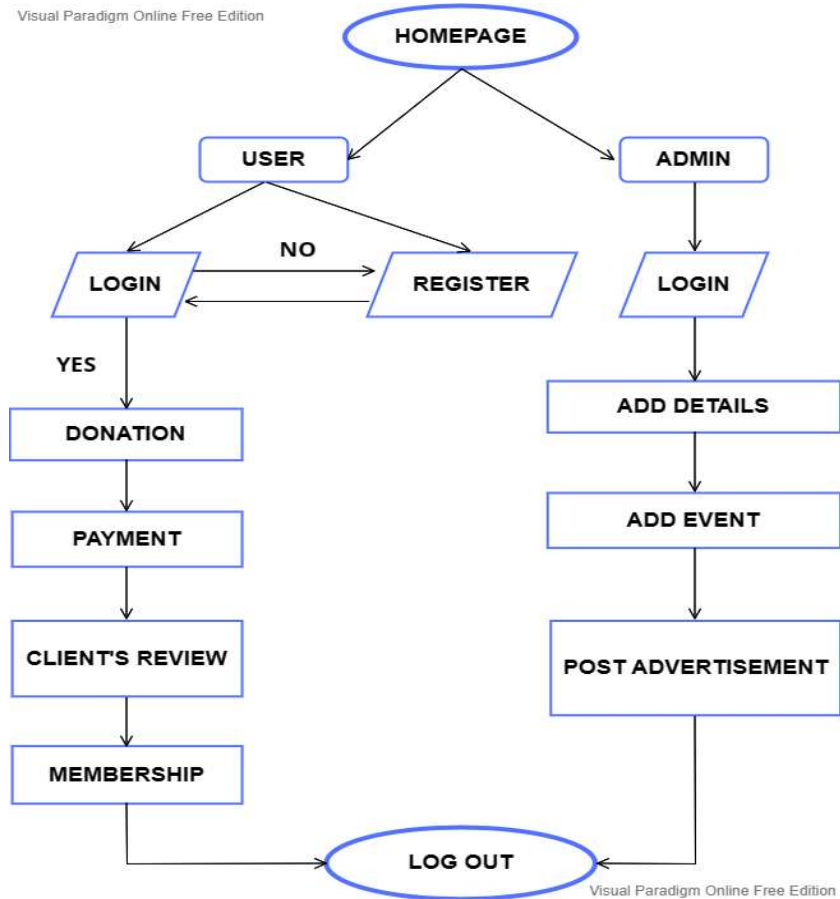 Visual Paradigm Online Free Edition
HOMEPAGE
USER
ADMIN
LOGIN
NO
REGISTER
LOGIN
YES
DONATION
ADD DETAILS
PAYMENT
ADD EVENT
CLIENT'S REVIEW
POST ADVERTISEMENT
MEMBERSHIP
LOG OUT
Visual Paradigm Online Free Edition